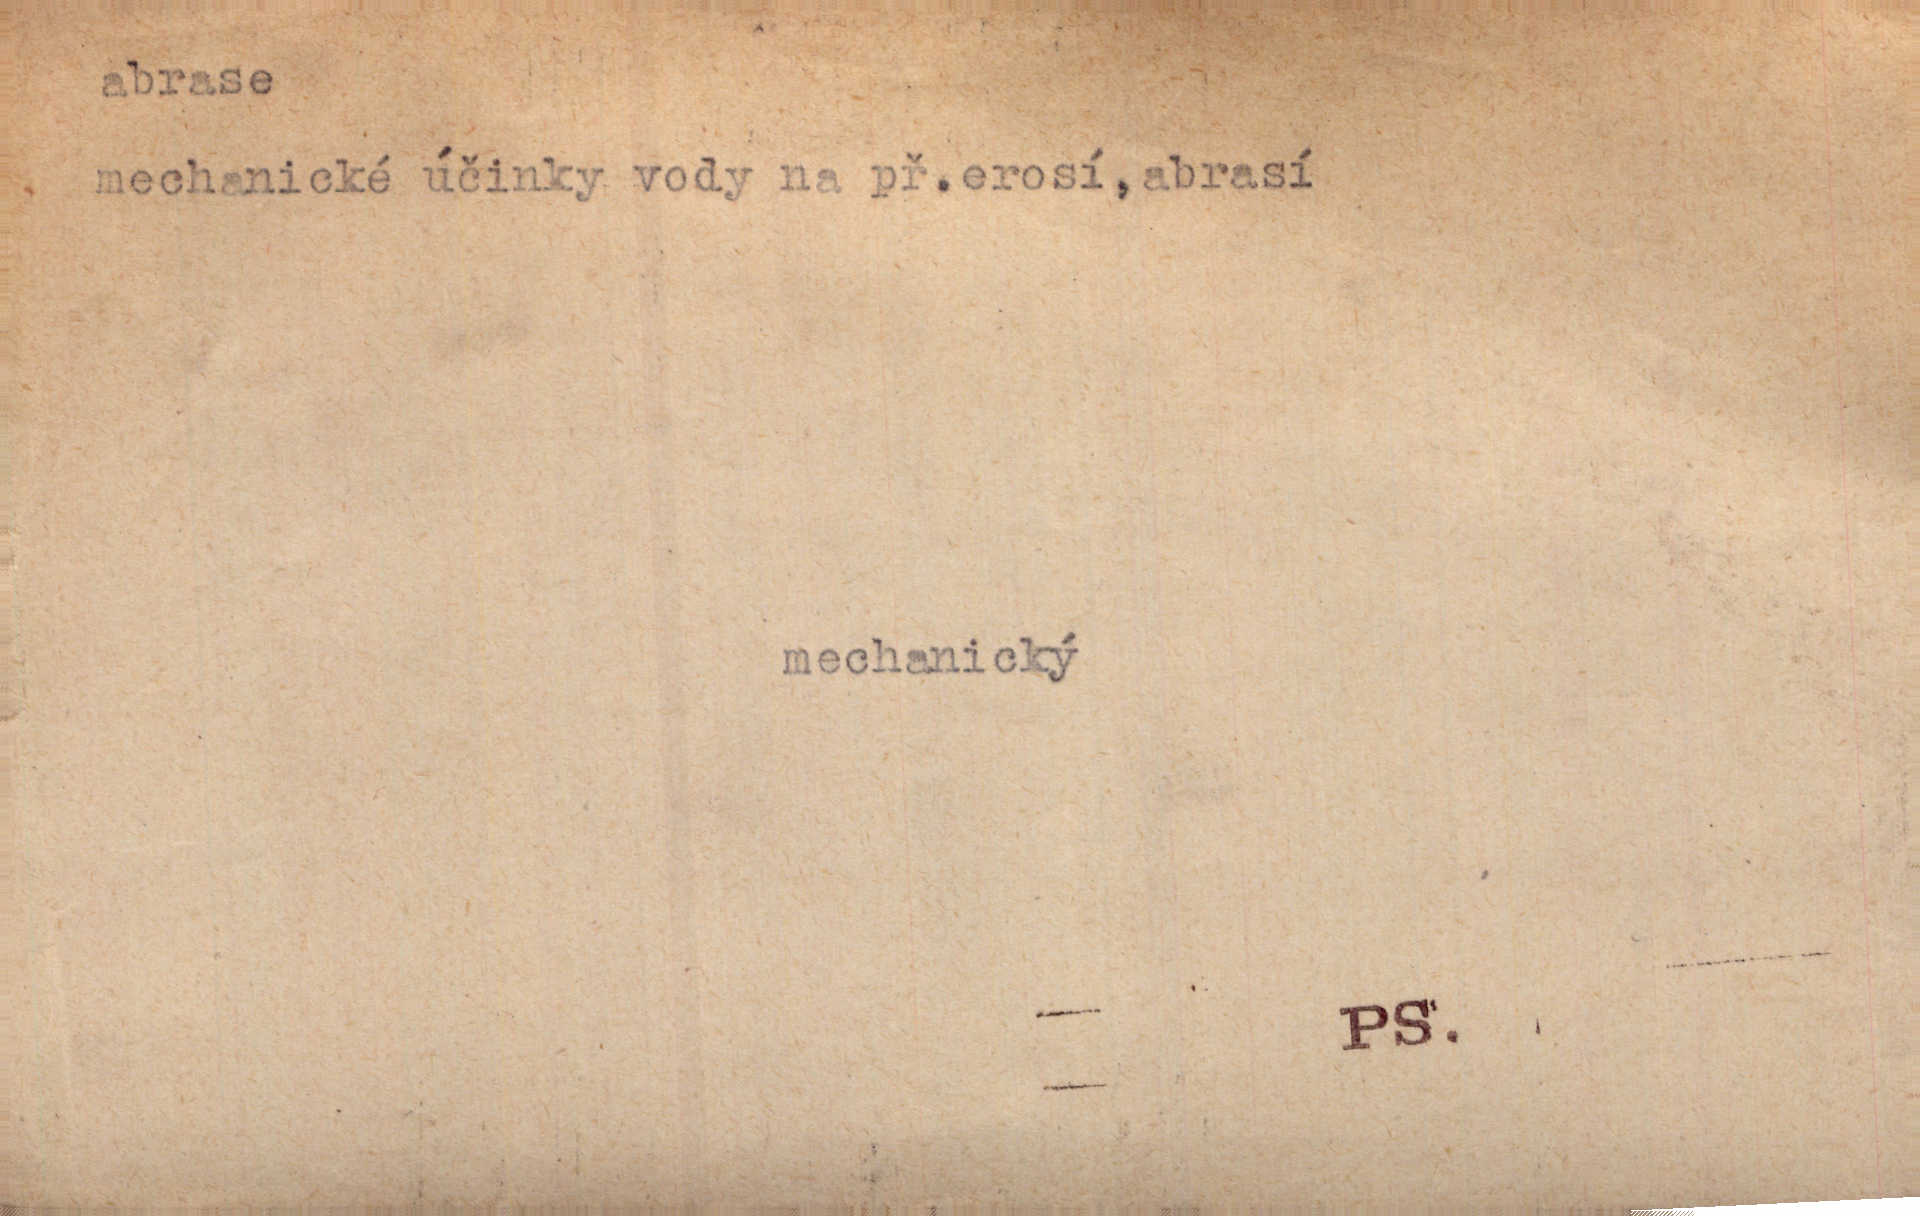 abrase
mechanické účinky vody na př.erosí,abrasí
mechanický
PS.